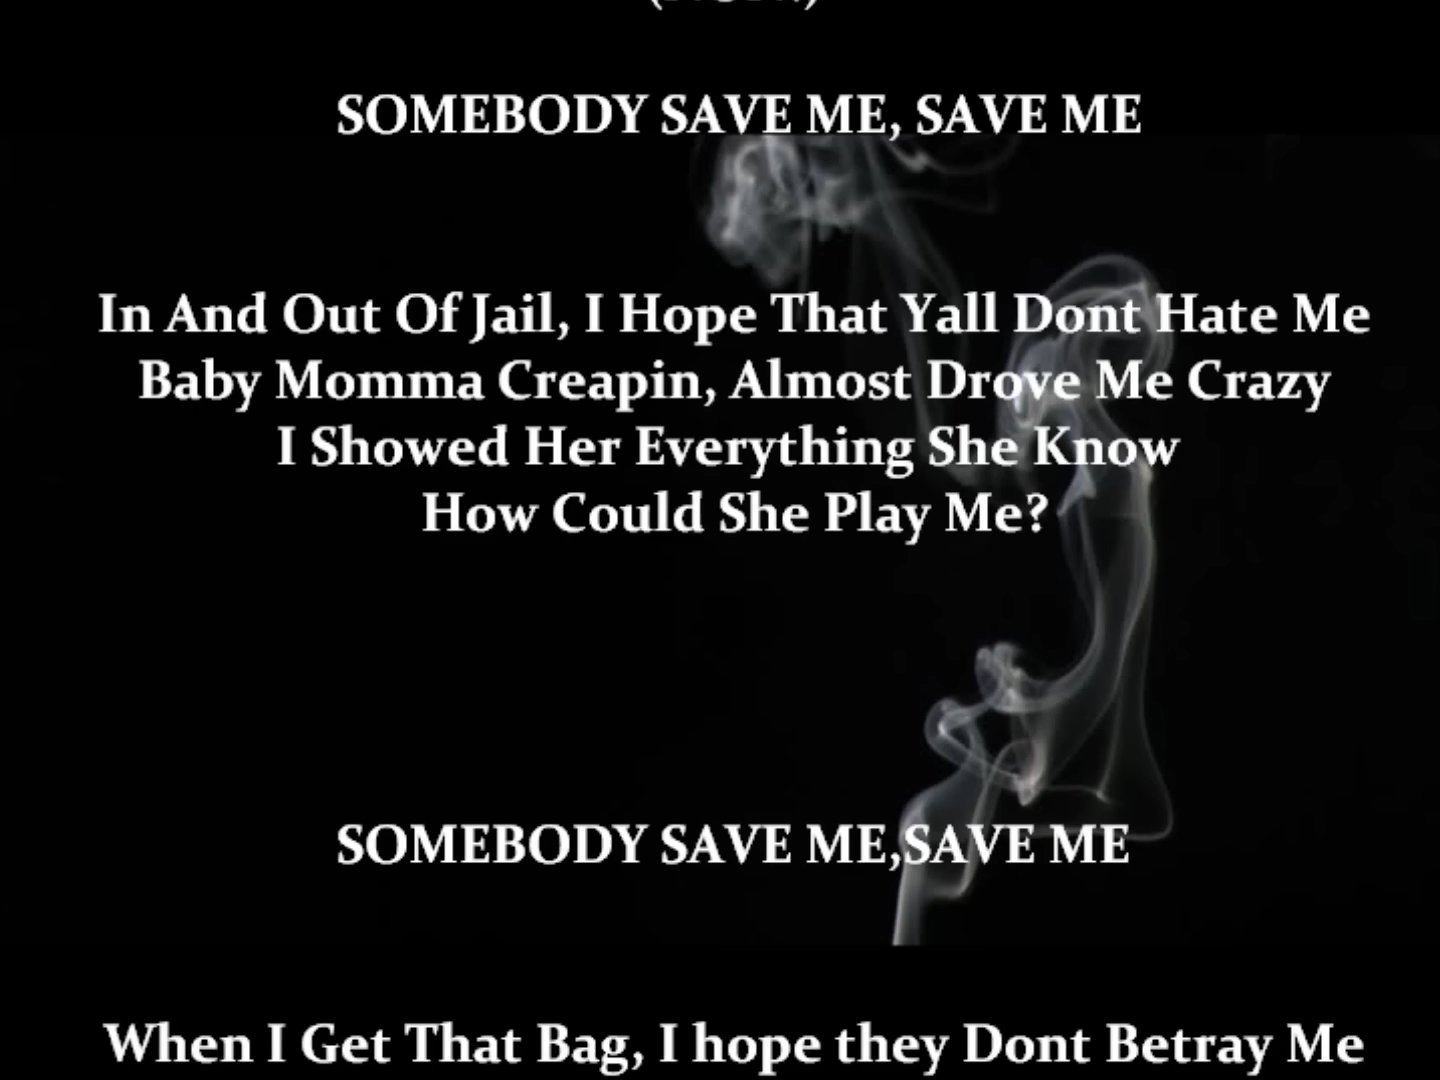 SOMEBODY SAVE ME, SAVE ME
In And Out Of Jail, I Hope That Yall Dont Hate Me
Baby Momma Creapin, Almost Drove Me Crazy
I Showed Her Everything She Know
How Could She Play Me?
SOMEBODY SAVE ME,SAVE ME
When I Get That Bag, I hope they Dont Betray Me